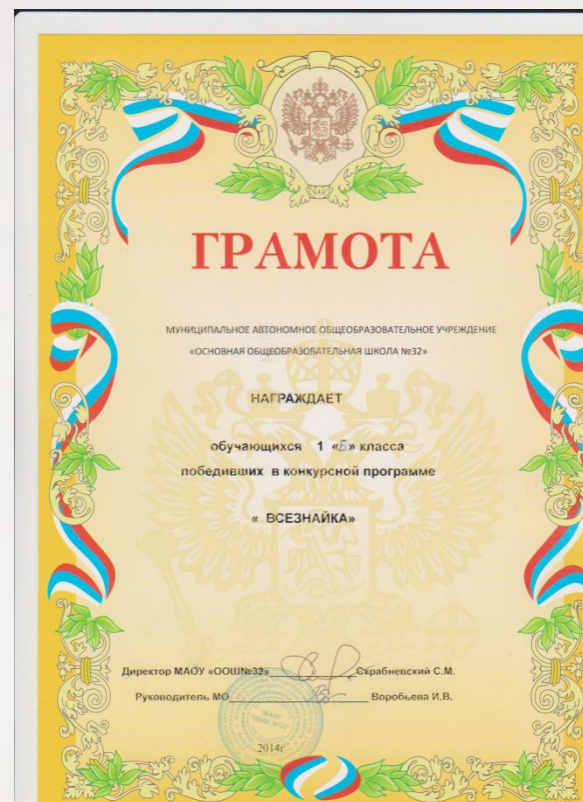 ГРАМОТА
МУНИЦИПАЛЬНОЕ АВТОНОМНОЕ ОБЩЕОБРАЗОВАТЕЛЬНОЕ УЧРЕЖДЕНИЕ
«ОСНОВНАЯ ОБЩЕОБРАЗОВАТЕЛЬНАЯ ШКОЛА №32»
НАГРАЖДАЕТ
обучающихся 1 «Б» класса
победивших в конкурсной программе
« ВСЕЗНАЙКА»
Директор МАОУ «ООШ№32» Скрабневский С.М.
Руководитель МО Воробьева И.В.
2014г